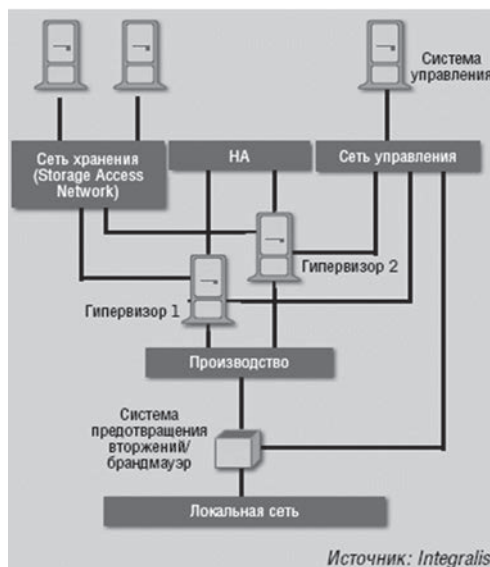 Система
управления
Сеть хранения
(Storage Access
Network)
НА
Сеть управления
Гипервизор 2
Гипервизор 1
Производство
Система
предотвращения
вторжений/
брандмауэр
Локальная сеть
Источник: Integralis